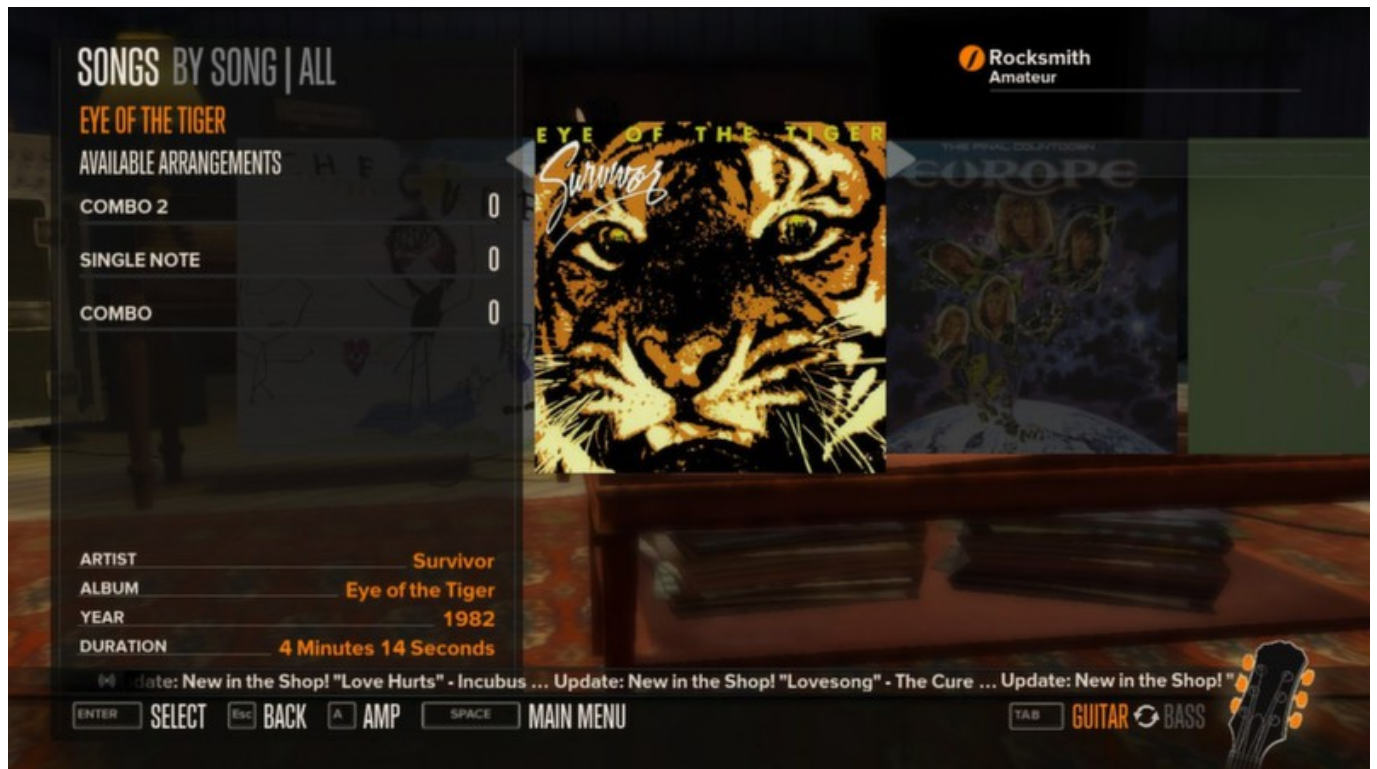 SONGS BY SONG | ALL
EYE OF THE TIGER
AVAILABLE ARRANGEMENTS
COMBO 2 0
SINGLE NOTE 0
COMBO 0
Rocksmith
Amateur
EYE OF THE TIGER
Survivor
THE FINAL COUNTDOWN
EUROPE
ARTIST Survivor
ALBUM Eye of the Tiger
YEAR 1982
DURATION 4 Minutes 14 Seconds
date: New in the Shop! "Love Hurts" - Incubus ... Update: New in the Shop! "Lovesong" - The Cure ... Update: New in the Shop! "
ENTER SELECT Esc BACK A AMP SPACE MAIN MENU TAB GUITAR BASS